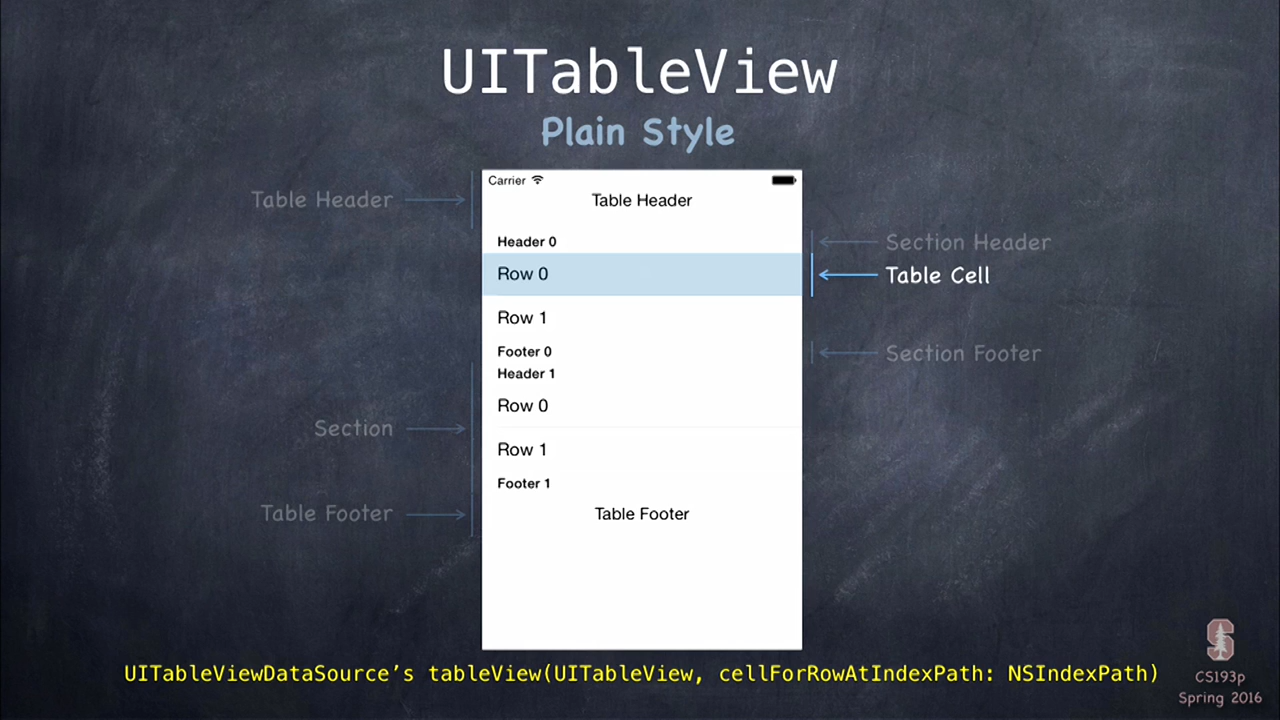 UITableView
Plain Style
Carrier
Table Header
Table Header
Header 0
Section Header
Row 0
Table Cell
Row 1
Footer 0
Section Footer
Header 1
Row 0
Section
Row 1
Footer 1
Table Footer
Table Footer
UITableViewDataSource’s tableView(UITableView, cellForRowAtIndexPath: NSIndexPath)
S
CS193p
Spring 2016